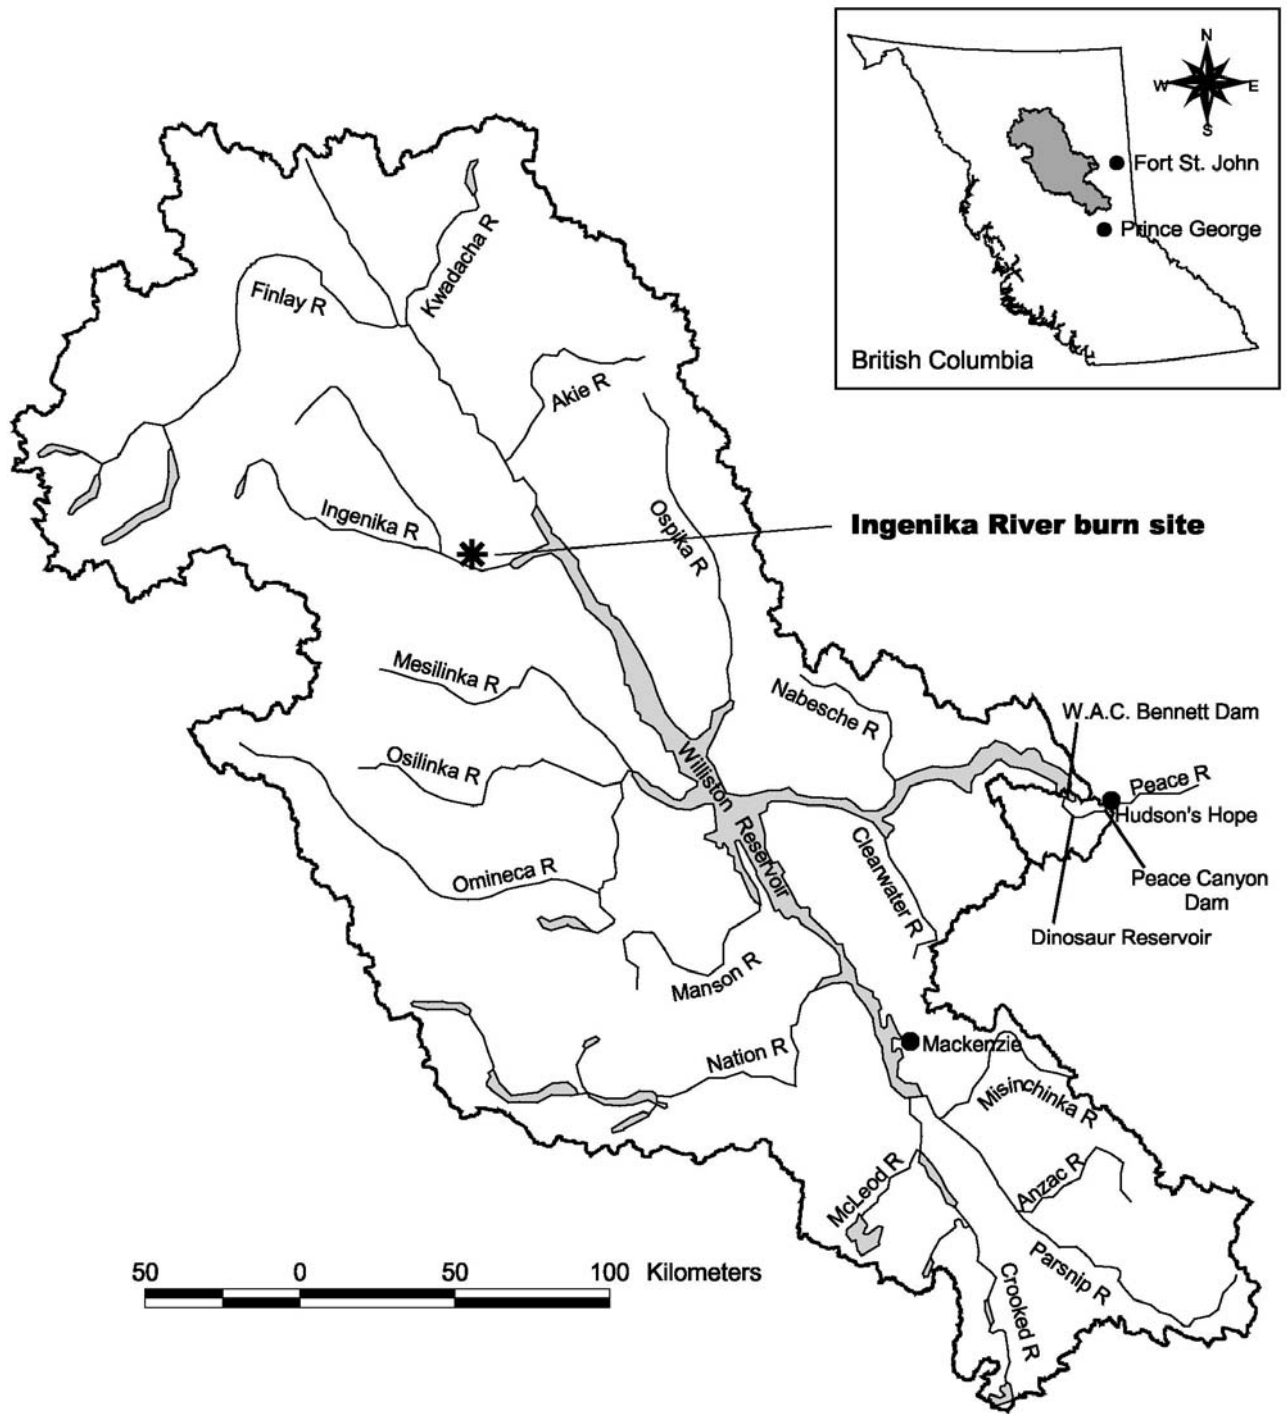 N
W E
S
Fort St. John
Prince George
British Columbia
Kwadacha R
Finlay R
Akie R
Ingenika R
Ospika R
Ingenika River burn site
Mesilinka R
Nabesche R
W.A.C. Bennett Dam
Osilinka R
Williston Reservoir
Peace R
Hudson's Hope
Omineca R
Clearwater R
Peace Canyon
Dam
Dinosaur Reservoir
Manson R
Nation R
Mackenzie
Misinchinka R
McLeod R
Anzac R
Parsnip R
Crooked R
50 0 50 100 Kilometers